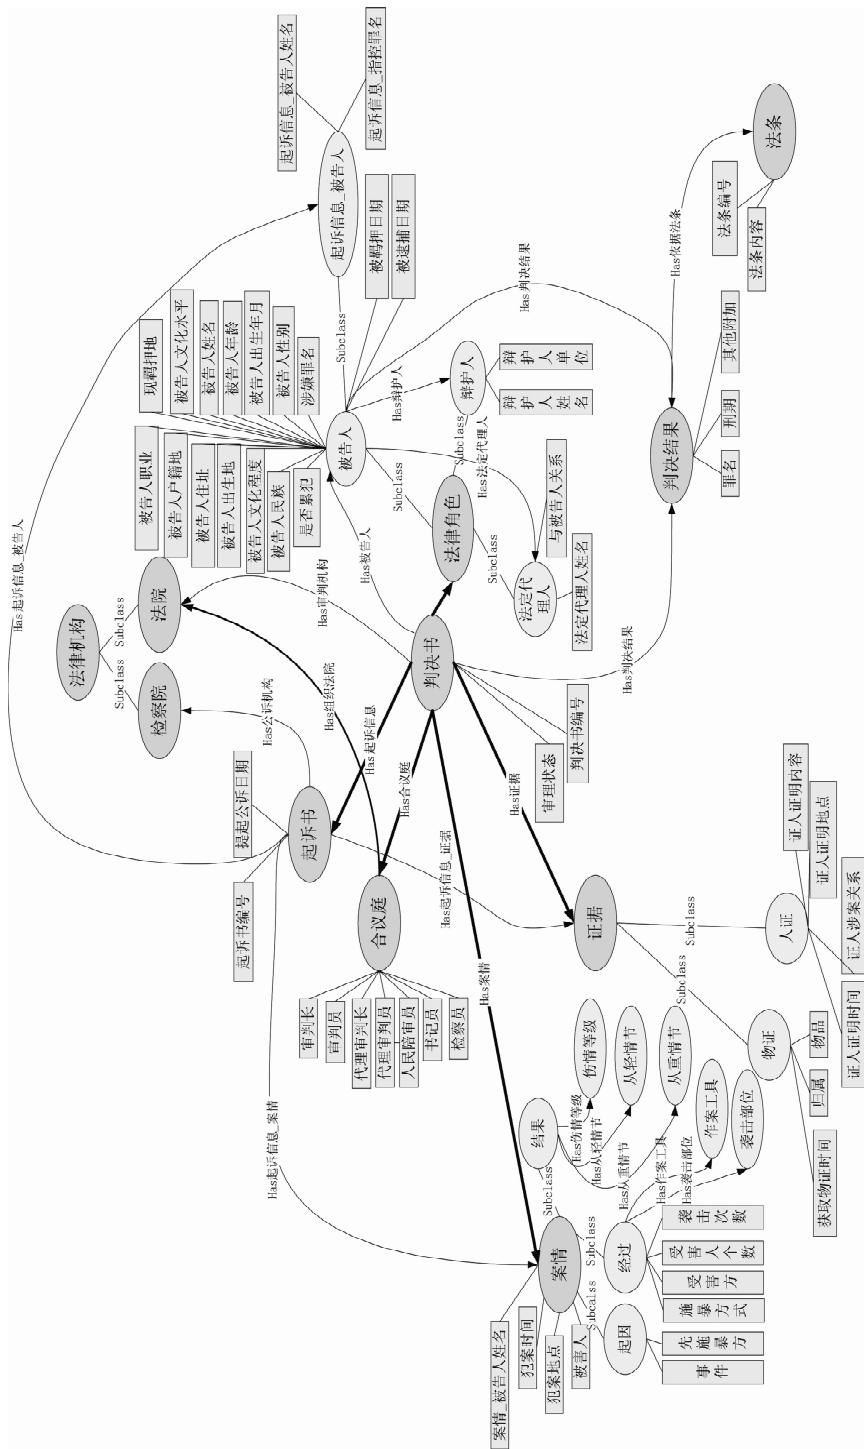 案情_被告人姓名
犯案时间
犯案地点
被害人
案情
Subcalss
起因
事件
先施暴方
Subclass
经过
施暴方式
受害方
受害人个数
袭击次数
Has作案工具
作案工具
Has袭击部位
袭击部位
Subclass
结果
Has伤情等级
伤情等级
Has从轻情节
从轻情节
Has从重情节
从重情节
Has起诉信息_案情
Has案情
获取物证时间
归属
物品
物证
Subclass
证人证明时间
证人涉案关系
证人证明地点
证人证明内容
人证
Subclass
证据
审判长
审判员
代理审判长
代理审判员
人民陪审员
书记员
检察员
合议庭
起诉书编号
提起公诉日期
起诉书
Has起诉信息_证据
Has合议庭
Has起诉信息
Has证据
Has公诉机构
Has组织法院
检察院
Subclass
法律机构
Subclass
法院
Has审判机构
Has起诉信息_被告人
判决书
审理状态
判决书编号
Has判决结果
Has被告人
法律角色
Subclass
法定代理人
法定代理人姓名
与被告人关系
Subclass
Subclass
Has法定代理人
Has辩护人
辩护人
辩护人姓名
辩护人单位
被告人
被告人职业
被告人户籍地
被告人住址
被告人出生地
被告人文化程度
被告人民族
是否累犯
现羁押地
被告人文化水平
被告人姓名
被告人年龄
被告人出生年月
被告人性别
涉嫌罪名
Subclass
被羁押日期
被逮捕日期
起诉信息_被告人
起诉信息_被告人姓名
起诉信息_指控罪名
Has判决结果
判决结果
罪名
刑期
其他附加
Has依据法条
法条
法条编号
法条内容